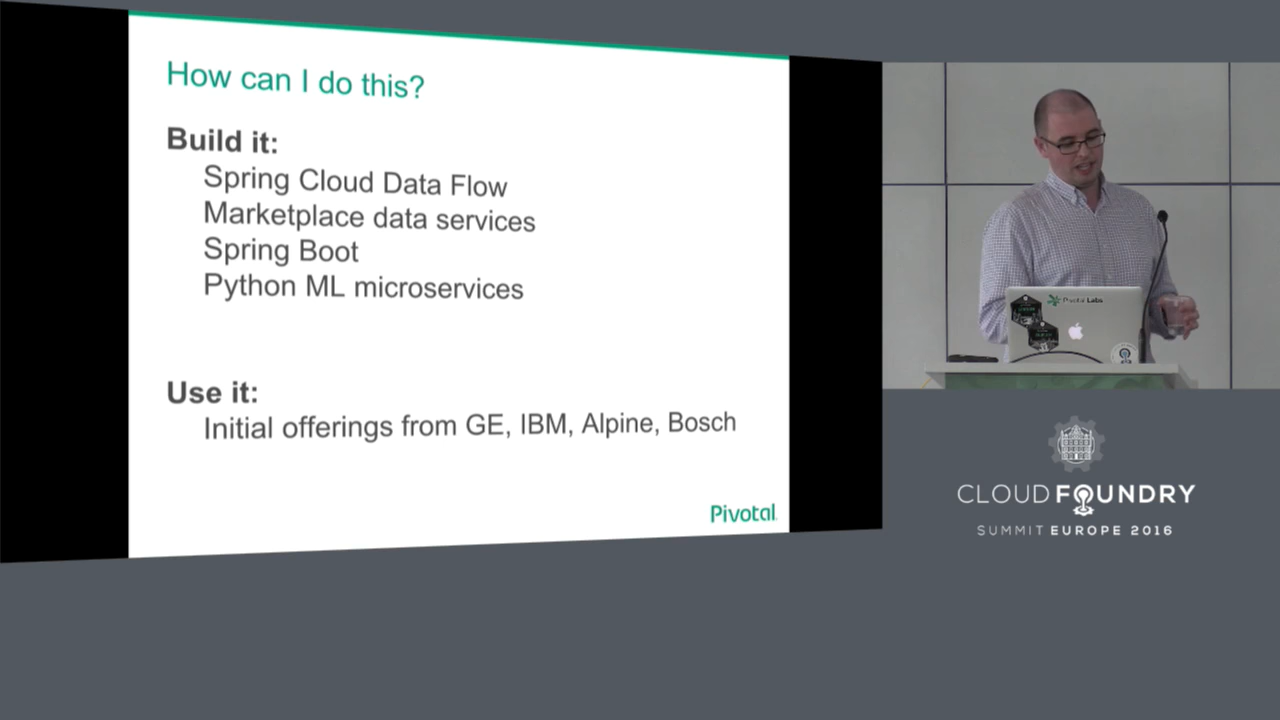 How can I do this?
Build it:
Spring Cloud Data Flow
Marketplace data services
Spring Boot
Python ML microservices
Use it:
Initial offerings from GE, IBM, Alpine, Bosch
Pivotal
Pivotal Labs
CLOUD FOUNDRY
SUMMIT EUROPE 2016